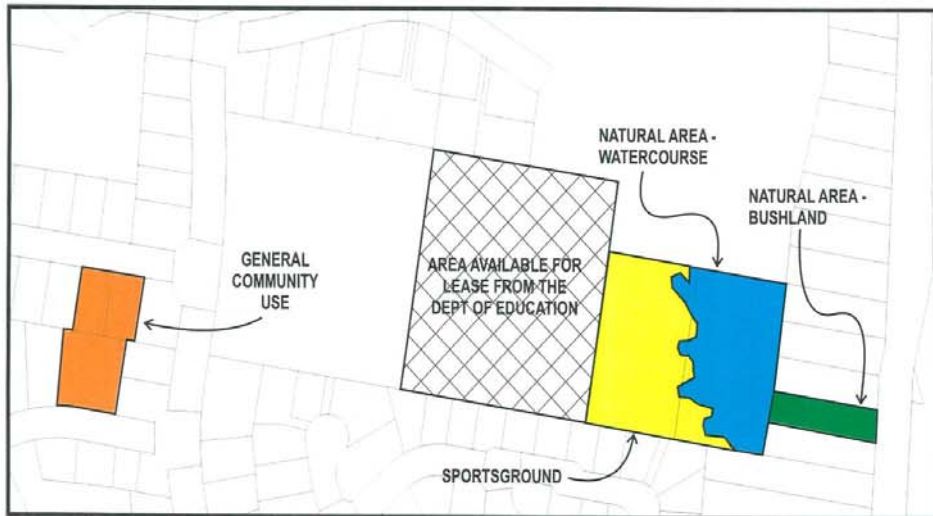 NATURAL AREA -
WATERCOURSE
NATURAL AREA -
BUSHLAND
GENERAL
COMMUNITY
USE
AREA AVAILABLE FOR
LEASE FROM THE
DEPT OF EDUCATION
SPORTSGROUND